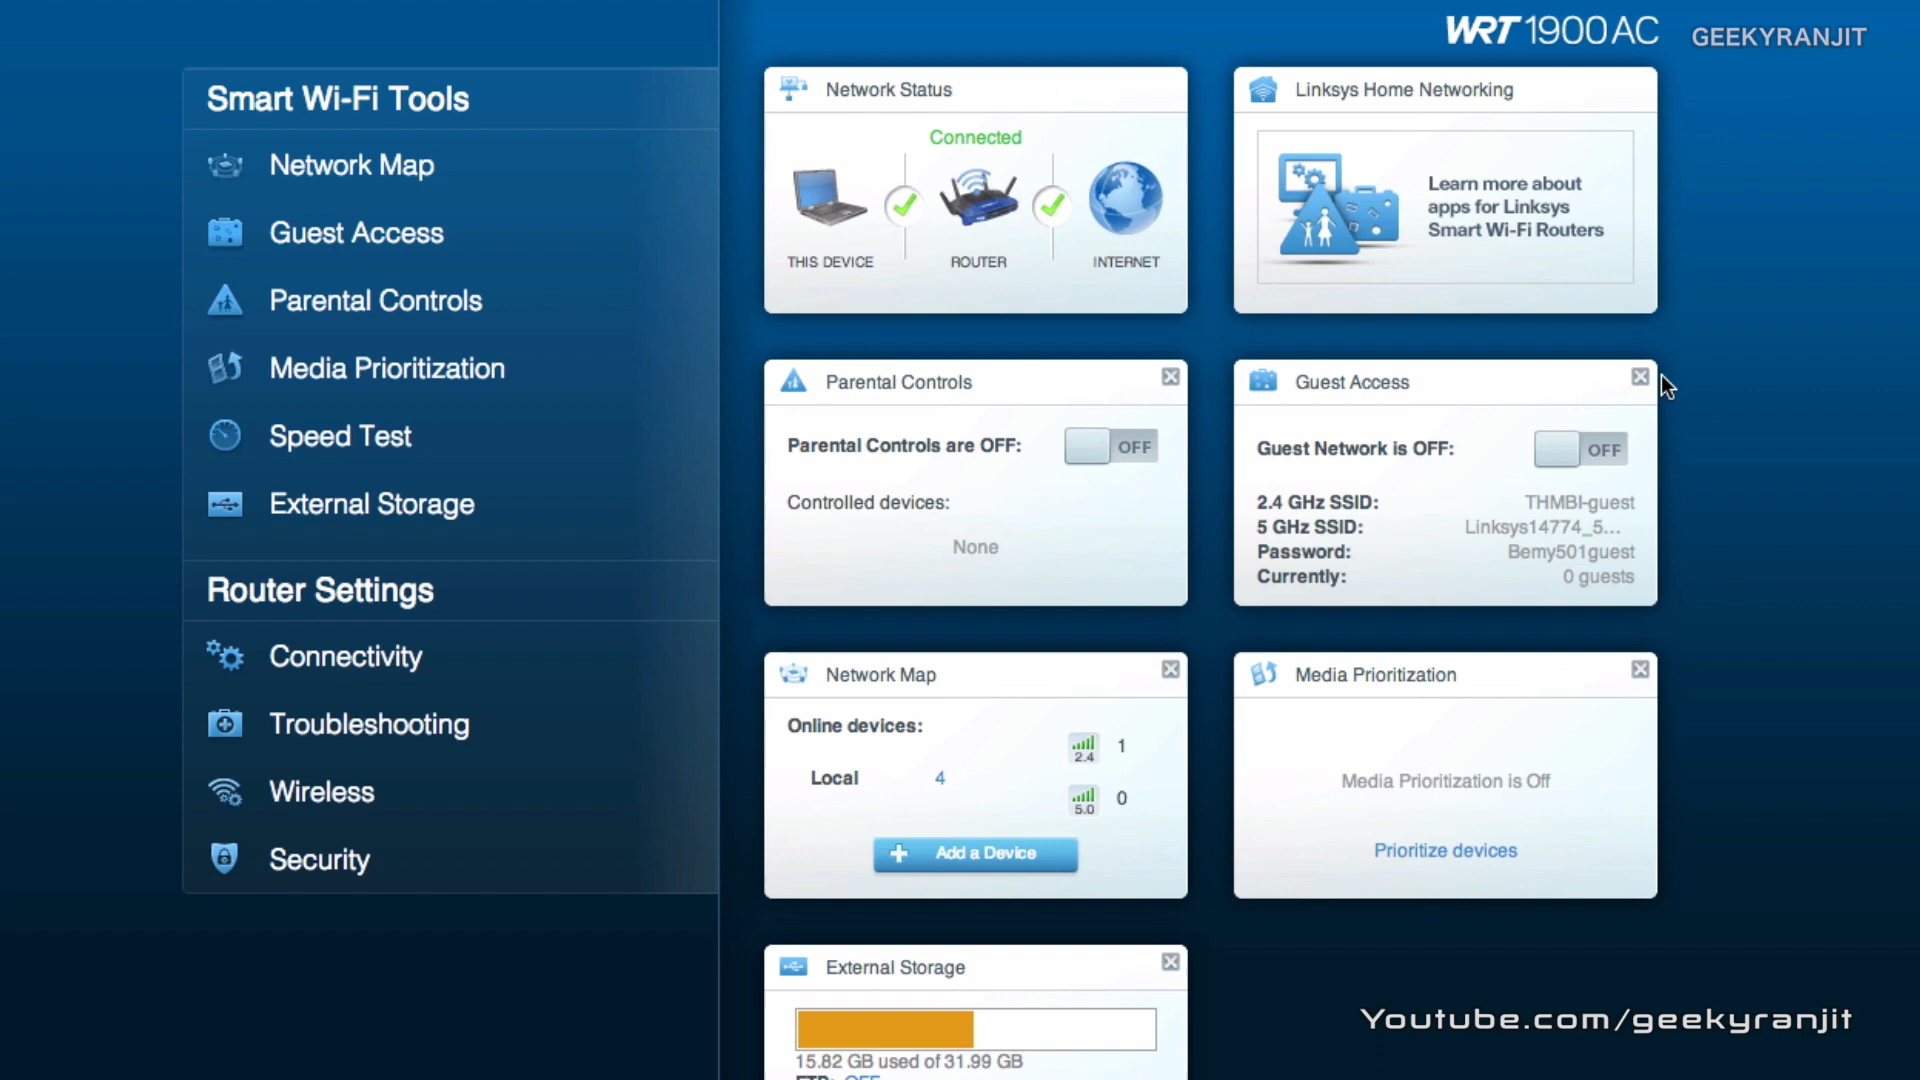 WRT1900AC GEEKYRANJIT
Smart Wi-Fi Tools
Network Map
Guest Access
Parental Controls
Media Prioritization
Speed Test
External Storage
Router Settings
Connectivity
Troubleshooting
Wireless
Security
Network Status
Connected
THIS DEVICE
ROUTER
INTERNET
Linksys Home Networking
Learn more about
apps for Linksys
Smart Wi-Fi Routers
Parental Controls
Parental Controls are OFF: OFF
Controlled devices:
None
Guest Access
Guest Network is OFF: OFF
2.4 GHz SSID: THMBI-guest
5 GHz SSID: Linksys14774_5...
Password: Bemy501guest
Currently: 0 guests
Network Map
Online devices:
2.4 1
Local 4
5.0 0
Add a Device
Media Prioritization
Media Prioritization is Off
Prioritize devices
External Storage
15.82 GB used of 31.99 GB
FTP: OFF
Youtube.com/geekyranjit